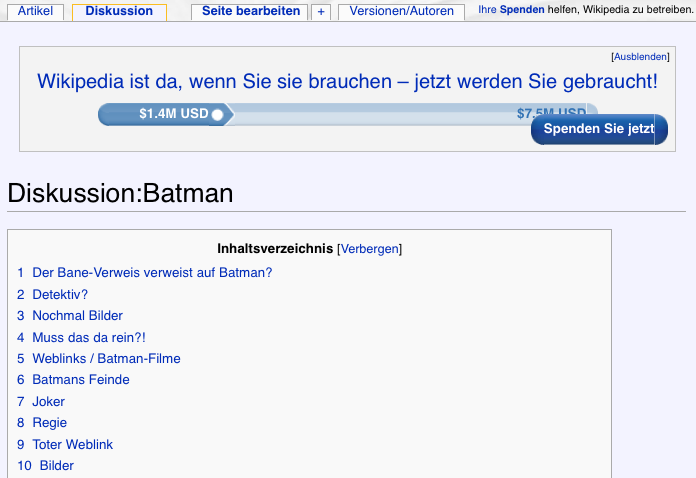 Artikel Diskussion Seite bearbeiten + Versionen/Autoren Ihre Spenden helfen, Wikipedia zu betreiben.
[Ausblenden]
Wikipedia ist da, wenn Sie sie brauchen – jetzt werden Sie gebraucht!
$1.4M USD $7.5M USD
Spenden Sie jetzt
Diskussion:Batman
Inhaltsverzeichnis [Verbergen]
1 Der Bane-Verweis verweist auf Batman?
2 Detektiv?
3 Nochmal Bilder
4 Muss das da rein?!
5 Weblinks / Batman-Filme
6 Batmans Feinde
7 Joker
8 Regie
9 Toter Weblink
10 Bilder